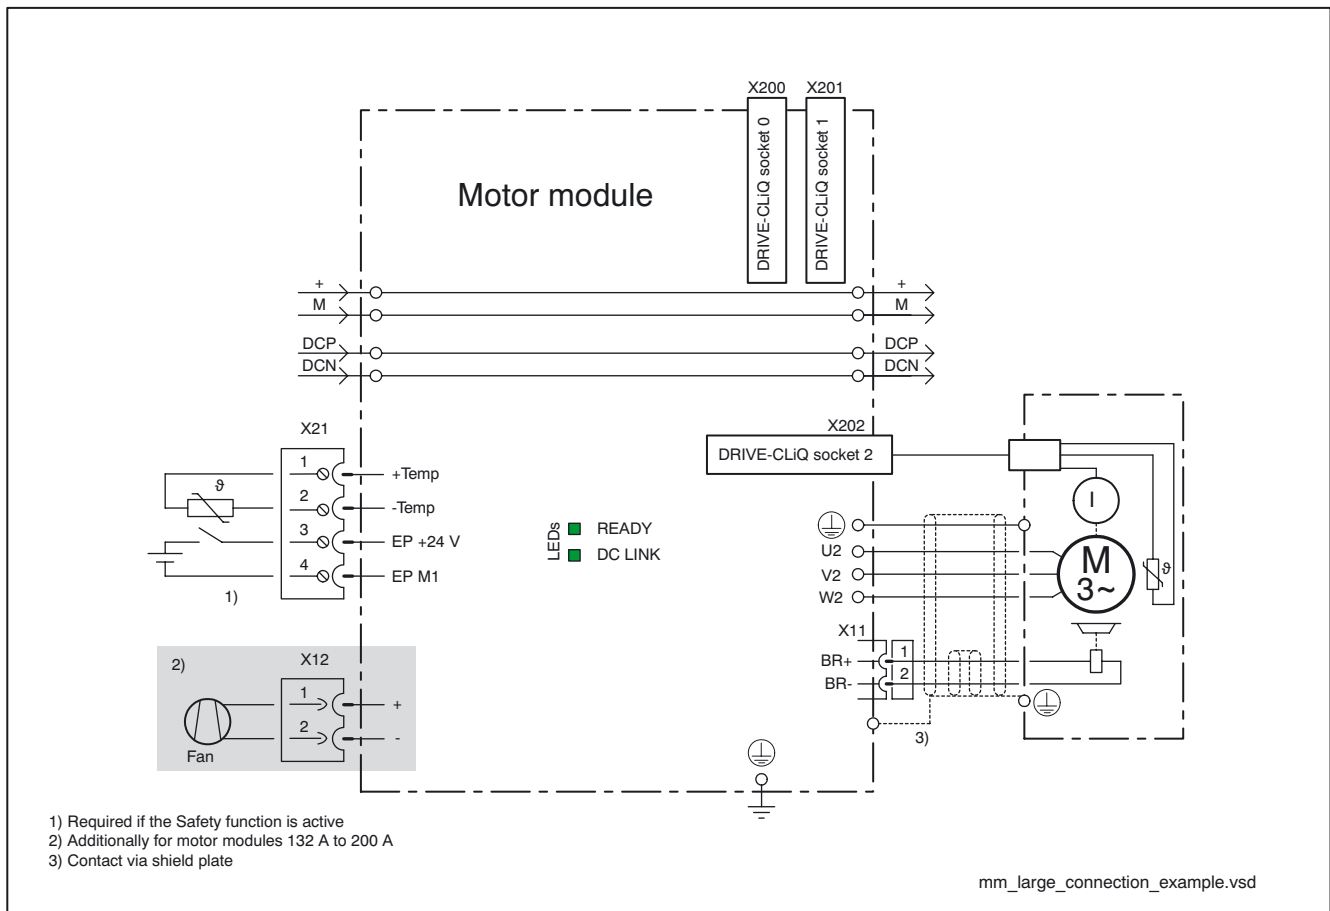 X200 X201
DRIVE-CLiQ socket 0
DRIVE-CLiQ socket 1
Motor module
+ +
M M
DCP DCP
DCN DCN
X21
1 +Temp
2 -Temp
3 EP +24 V
4 EP M1
ϑ
1)
X202
DRIVE-CLiQ socket 2
LEDs
READY
DC LINK
I
U2
V2
W2
M
3~
ϑ
X11
BR+ 1
BR- 2
3)
2) X12
1 +
2 -
Fan
1) Required if the Safety function is active
2) Additionally for motor modules 132 A to 200 A
3) Contact via shield plate
mm_large_connection_example.vsd